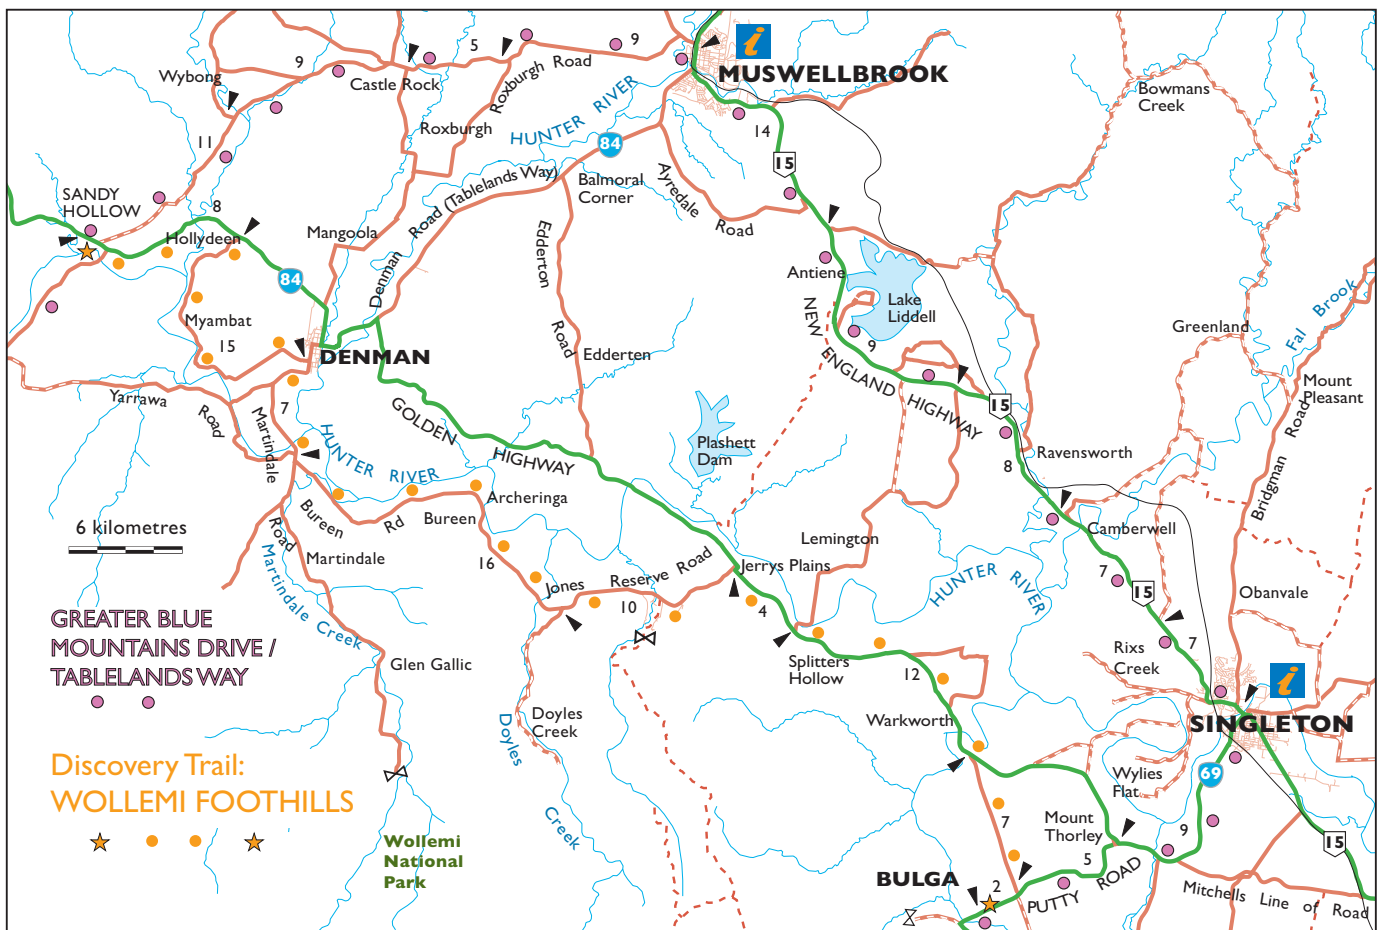 MUSWELLBROOK
Wybong
9
Castle Rock
5
Roxburgh Road
9
Roxburgh
HUNTER RIVER
84
14
15
Bowmans
Creek
11
SANDY
HOLLOW
8
Hollydeen
Mangoola
Denman Road (Tablelands Way)
Balmoral
Corner
Ayredale Road
Edderton Road
84
Antiene
Lake
Liddell
Myambat
15
DENMAN
Edderten
NEW ENGLAND HIGHWAY
9
15
Greenland
Fal Brook
Mount
Pleasant
Bridgman Road
Yarrawa Road
7
Martindale Road
GOLDEN HIGHWAY
HUNTER RIVER
Plashett
Dam
Ravensworth
8
Archeringa
Bureen Rd
Bureen
6 kilometres
Camberwell
Lemington
Martindale
Martindale Creek
16
Jones Reserve Road
10
Jerrys Plains
4
HUNTER RIVER
7
15
Obanvale
GREATER BLUE
MOUNTAINS DRIVE /
TABLELANDS WAY
Rixs
Creek
7
Glen Gallic
Splitters
Hollow
12
Doyles
Creek
Doyles Creek
Warkworth
SINGLETON
Discovery Trail:
WOLLEMI FOOTHILLS
Wylies
Flat
69
Mount
Thorley
7
9
15
Wollemi
National
Park
5
BULGA
2
PUTTY ROAD
Mitchells Line of Road